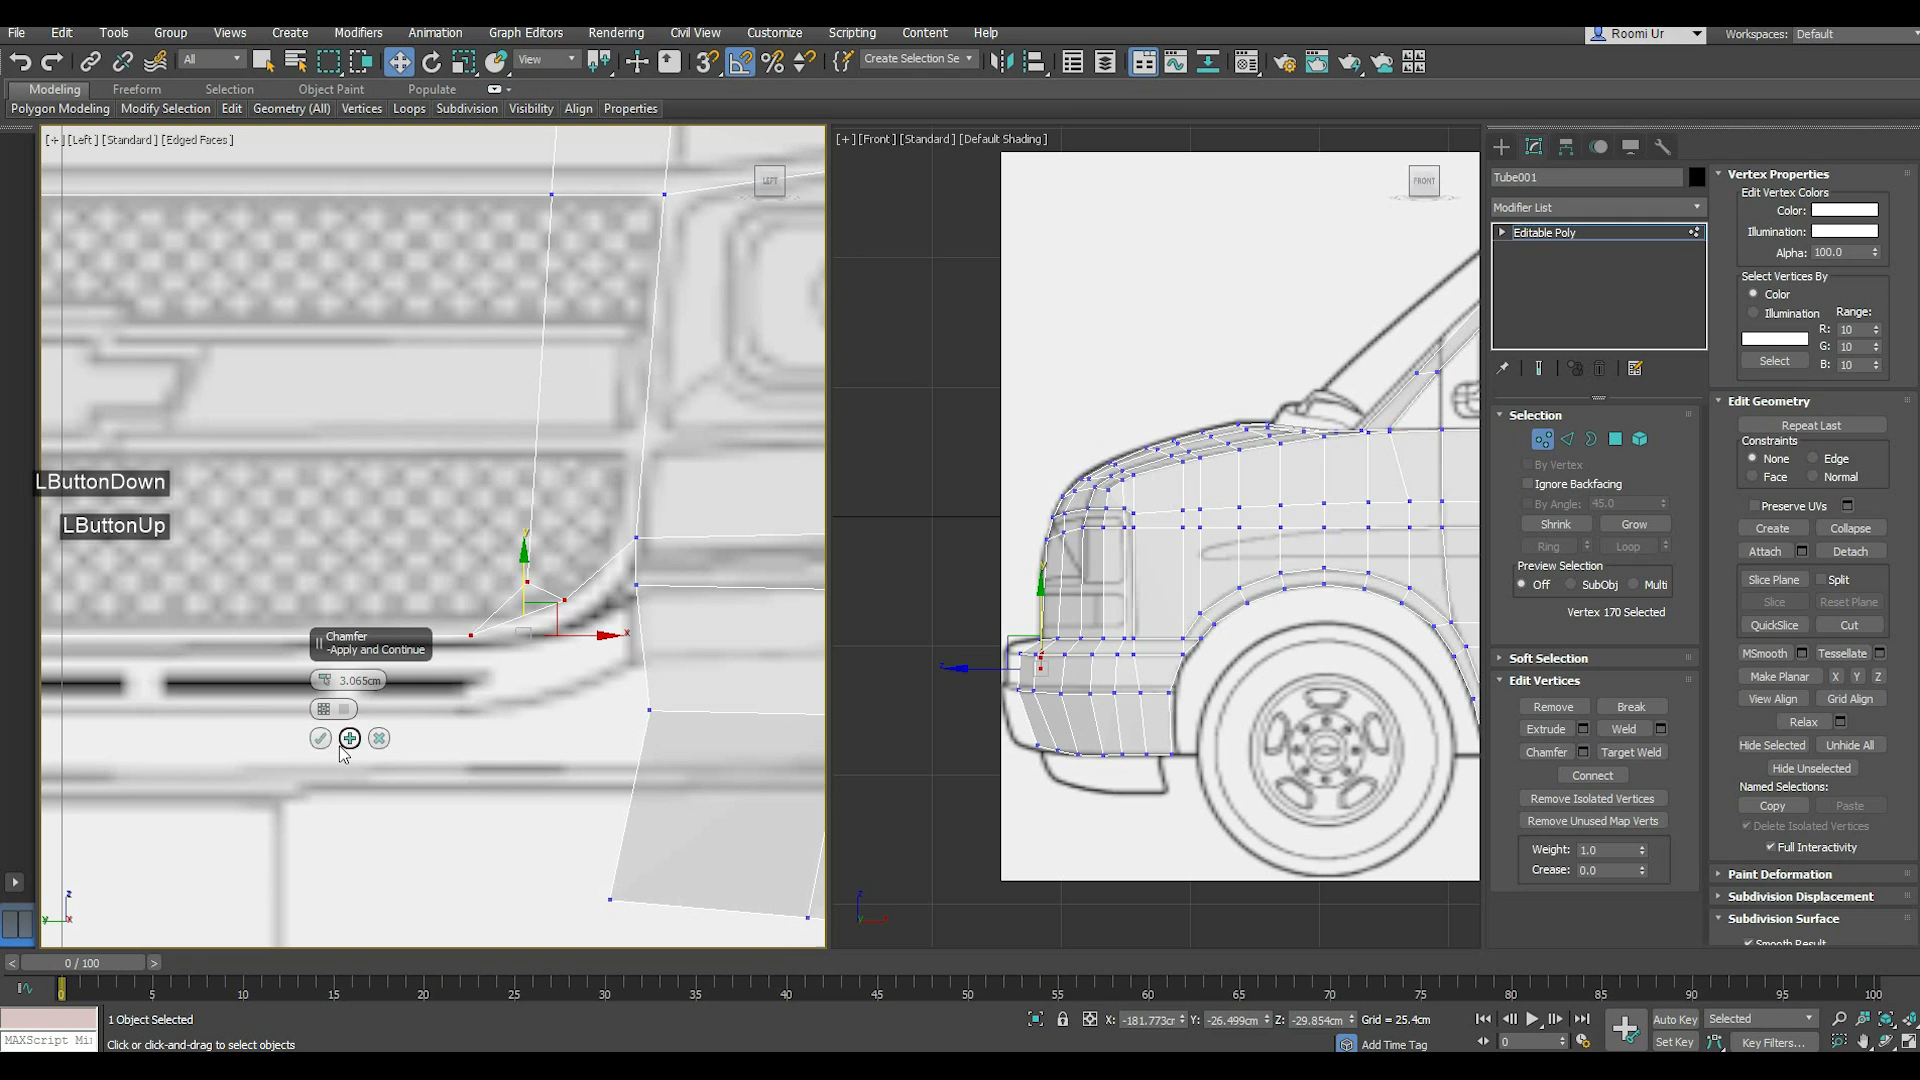 File Edit Tools Group Views Create Modifiers Animation Graph Editors Rendering Civil View Customize Scripting Content Help
Roomi Ur Workspaces: Default
All View Create Selection Se
Modeling Freeform Selection Object Paint Populate
Polygon Modeling Modify Selection Edit Geometry (All) Vertices Loops Subdivision Visibility Align Properties
[+] [Left] [Standard] [Edged Faces]
LEFT
[+] [Front] [Standard] [Default Shading]
FRONT
LButtonDown
LButtonUp
Chamfer
-Apply and Continue
3.065cm
x
y
z
Tube001
Modifier List
Editable Poly
Selection
By Vertex
Ignore Backfacing
By Angle: 45.0
Shrink Grow
Ring Loop
Preview Selection
Off SubObj Multi
Vertex 170 Selected
Soft Selection
Edit Vertices
Remove Break
Extrude Weld
Chamfer Target Weld
Connect
Remove Isolated Vertices
Remove Unused Map Verts
Weight: 1.0
Crease: 0.0
Vertex Properties
Edit Vertex Colors
Color:
Illumination:
Alpha: 100.0
Select Vertices By
Color
Illumination Range:
R: 10
G: 10
Select B: 10
Edit Geometry
Repeat Last
Constraints
None Edge
Face Normal
Preserve UVs
Create Collapse
Attach Detach
Slice Plane Split
Slice Reset Plane
QuickSlice Cut
MSmooth Tessellate
Make Planar X Y Z
View Align Grid Align
Relax
Hide Selected Unhide All
Hide Unselected
Named Selections:
Copy Paste
Delete Isolated Vertices
Full Interactivity
Paint Deformation
Subdivision Displacement
Subdivision Surface
Smooth Result
< 0 / 100 >
0 5 10 15 20 25 30 35 40 45 50 55 60 65 70 75 80 85 90 95 100
1 Object Selected
X: -181.773cr Y: -26.499cm Z: -29.854cm Grid = 25.4cm
Auto Key Selected
MAXScript Mi
Click or click-and-drag to select objects
Add Time Tag
0
Set Key Key Filters...